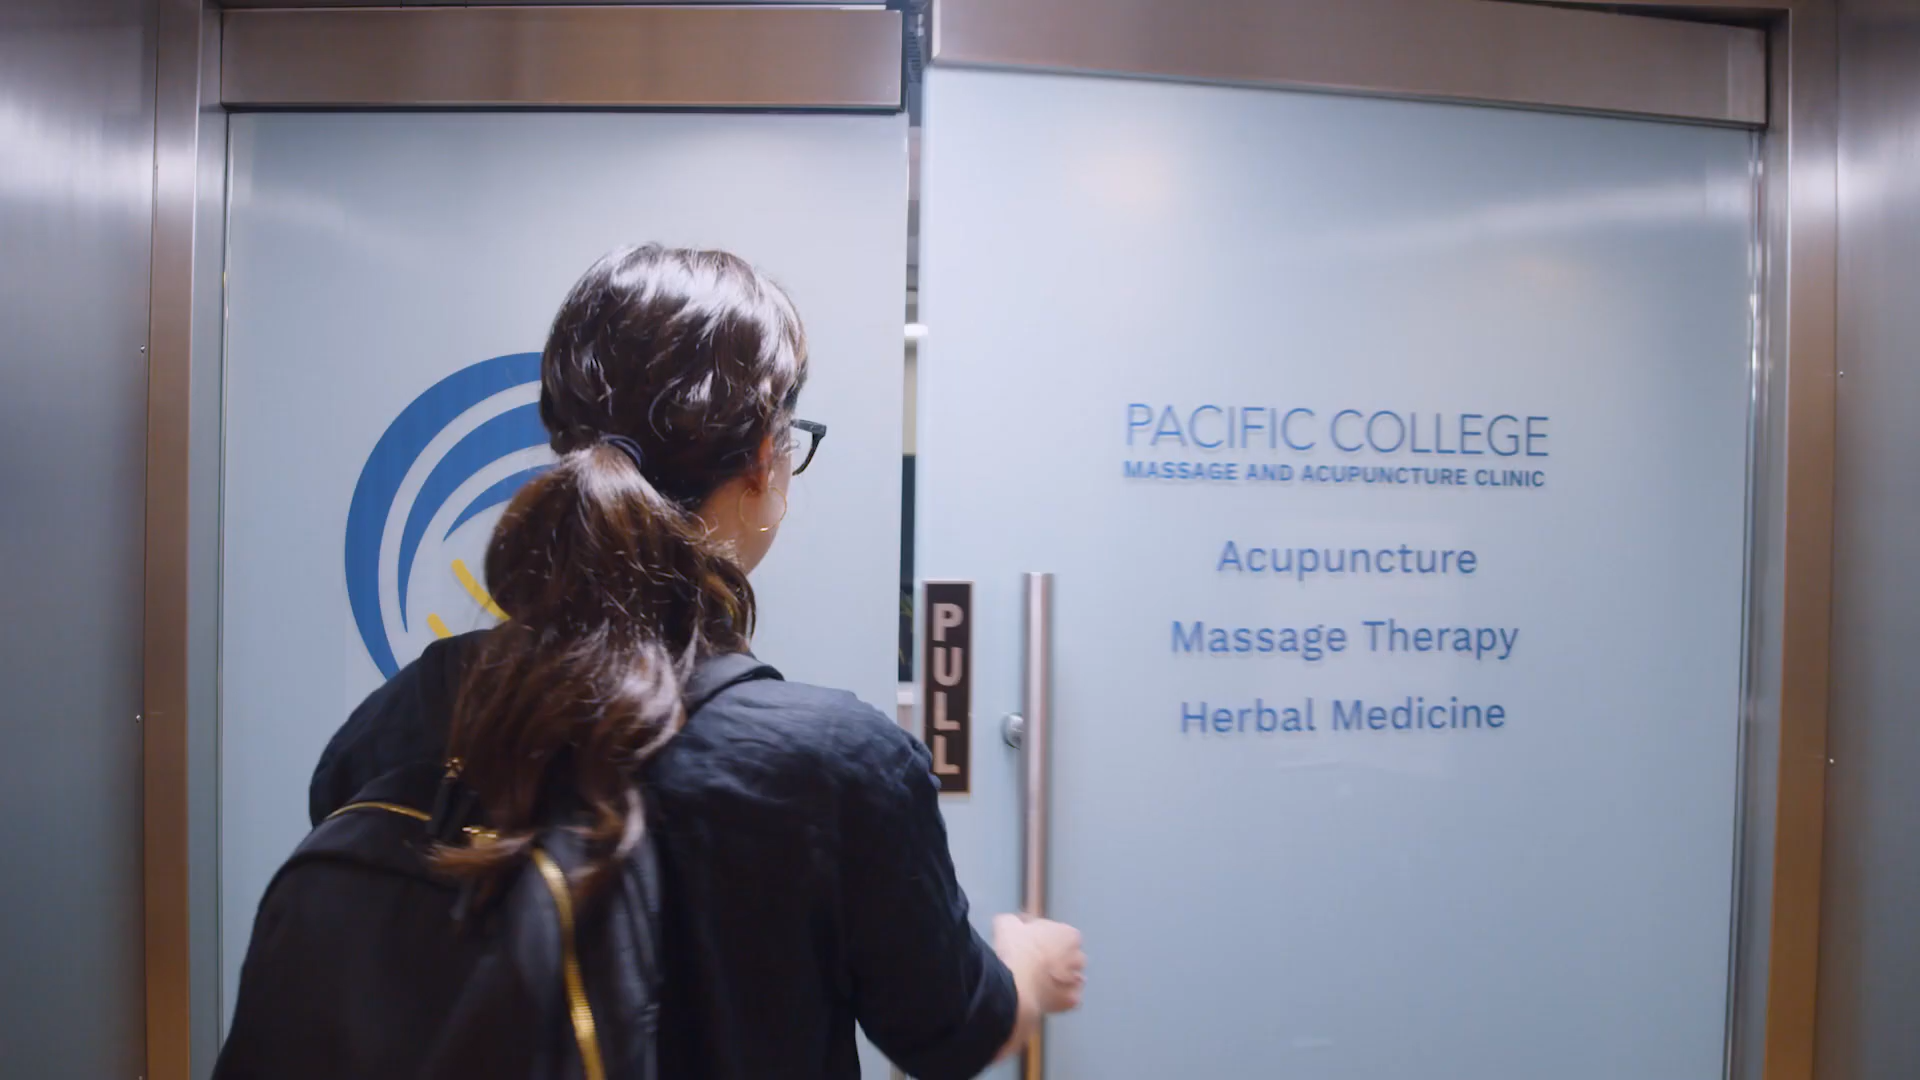 PULL
PACIFIC COLLEGE
MASSAGE AND ACUPUNCTURE CLINIC
Acupuncture
Massage Therapy
Herbal Medicine